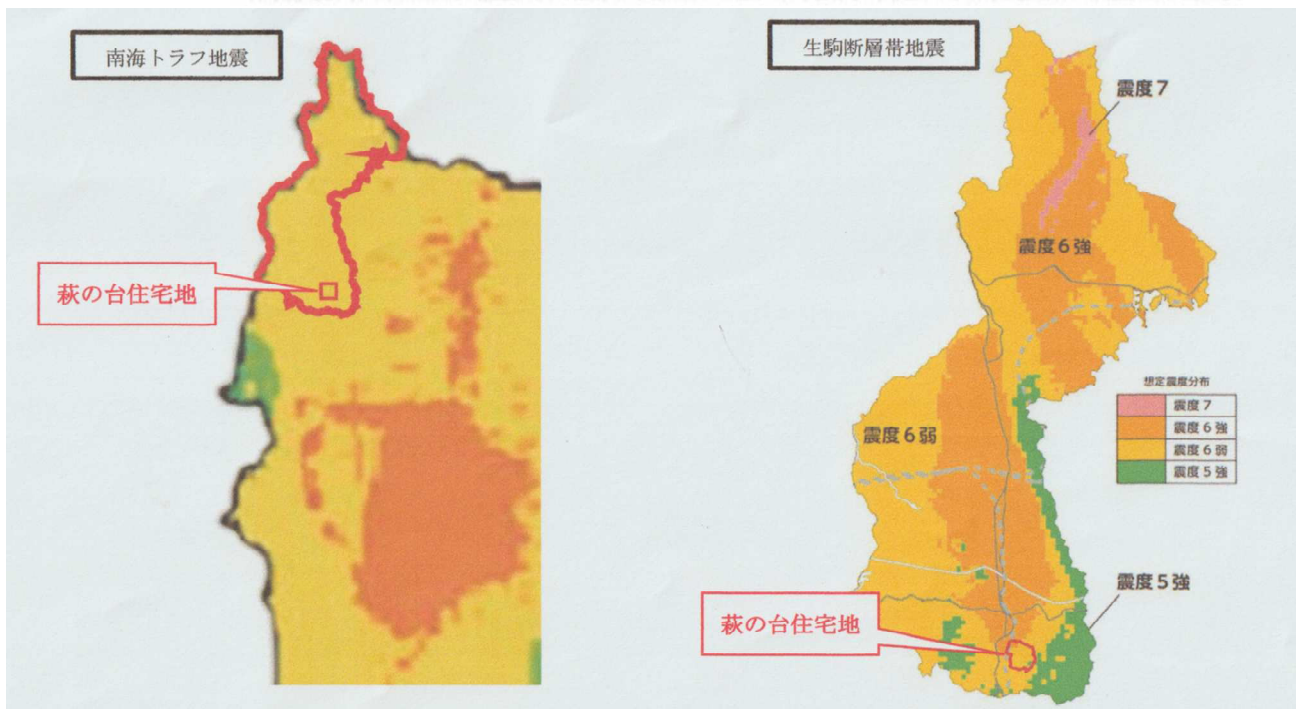 南海トラフ地震
萩の台住宅地
生駒断層帯地震
震度7
震度6強
震度6弱
想定震度分布
震度7
震度6強
震度6弱
震度5強
震度5強
萩の台住宅地